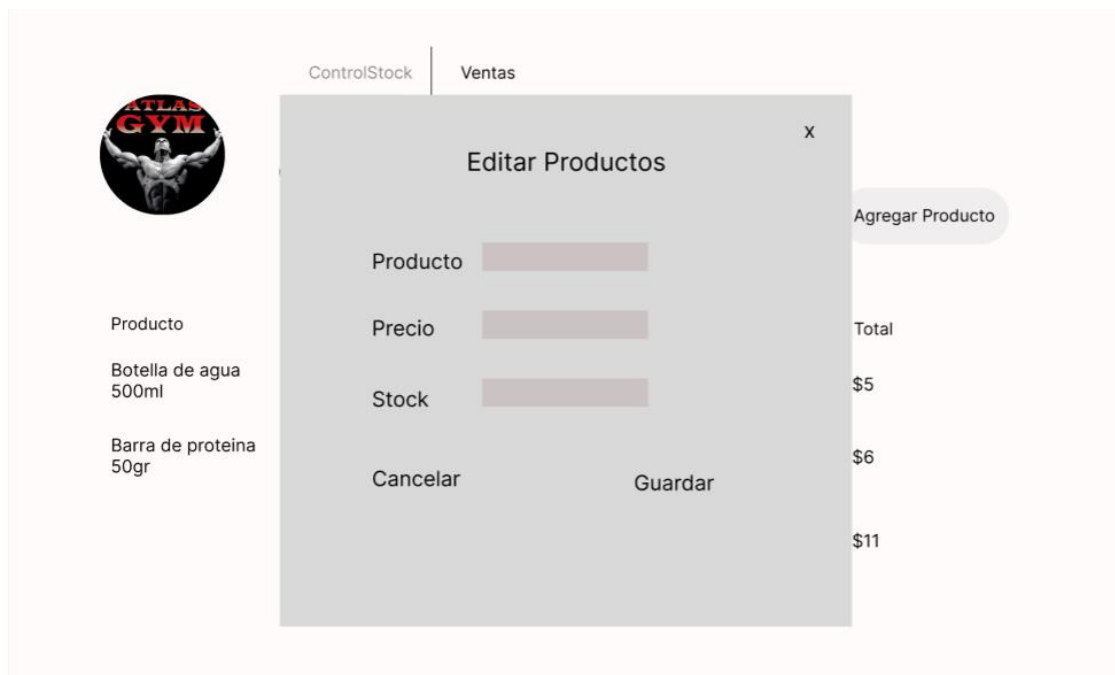 ControlStock
Ventas
ATLAS
GYM
x
Editar Productos
Agregar Producto
Producto
Precio
Stock
Cancelar
Guardar
Producto
Total
Botella de agua
500ml
$5
Barra de proteina
50gr
$6
$11